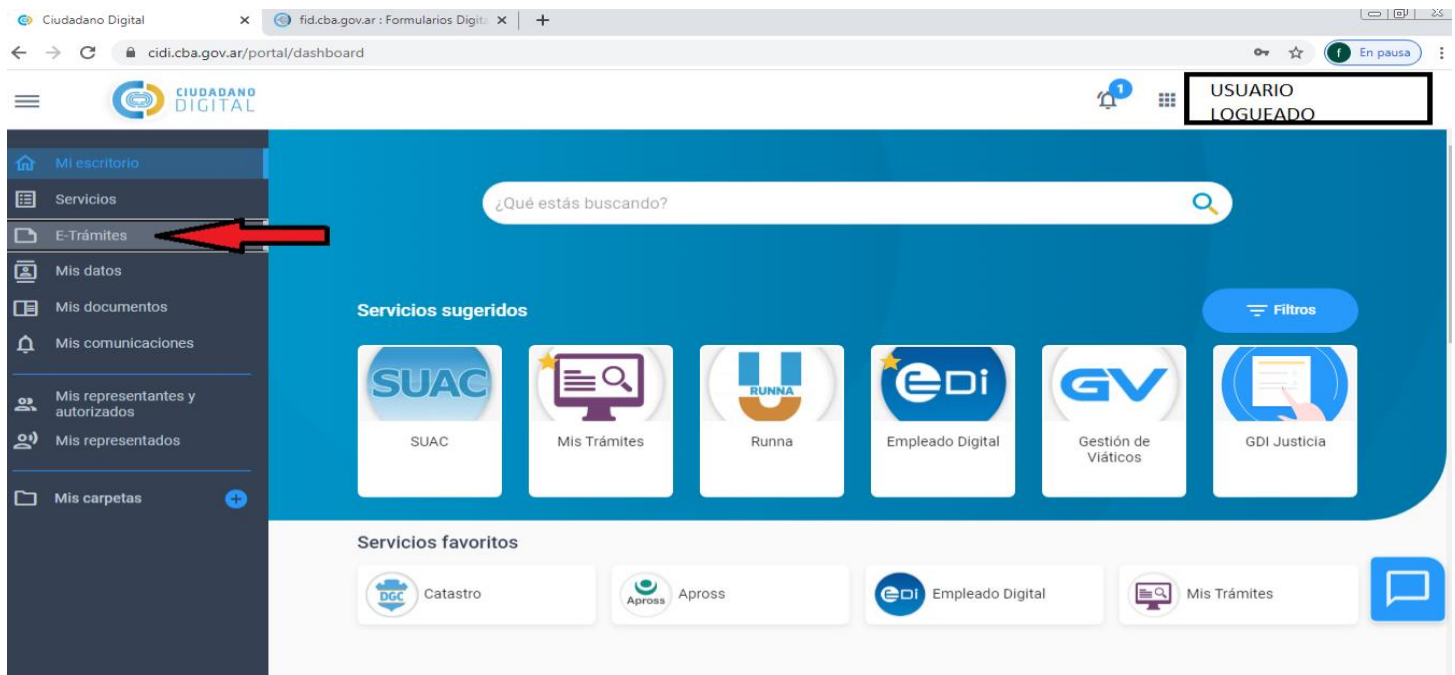 Ciudadano Digital
fid.cba.gov.ar : Formularios Digit
cidi.cba.gov.ar/portal/dashboard
f En pausa
CIUDADANO
DIGITAL
1
USUARIO
LOGUEADO
Mi escritorio
Servicios
E-Trámites
Mis datos
Mis documentos
Mis comunicaciones
Mis representantes y
autorizados
Mis representados
Mis carpetas
¿Qué estás buscando?
Servicios sugeridos
Filtros
SUAC
RUNNA
eDi
GV
SUAC
Mis Trámites
Runna
Empleado Digital
Gestión de
Viáticos
GDI Justicia
Servicios favoritos
DGC Catastro
Apross Apross
eDi Empleado Digital
Mis Trámites